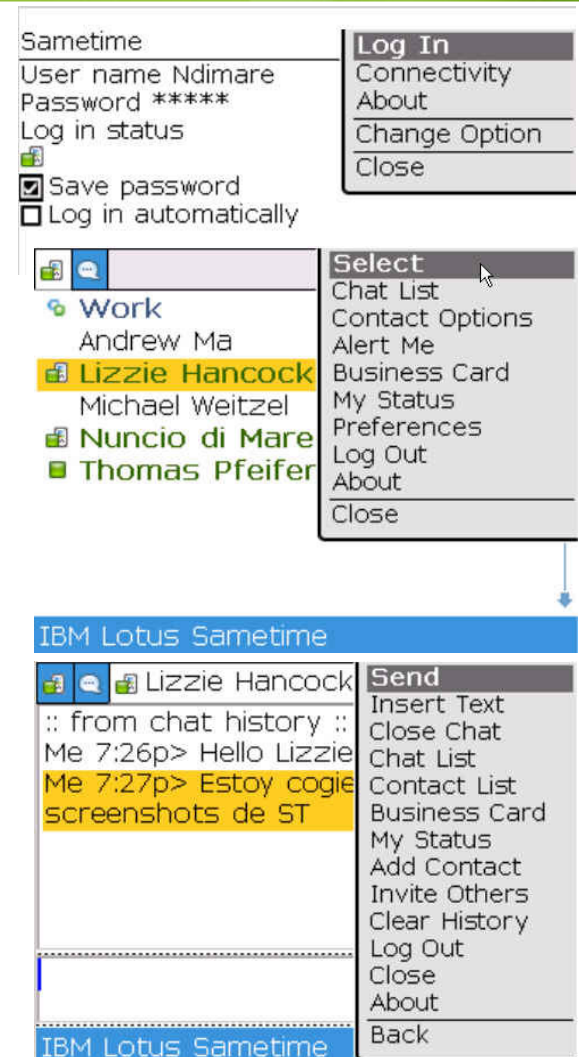 Sametime
User name Ndimare
Password *****
Log in status
Save password
Log in automatically
Log In
Connectivity
About
Change Option
Close
Work
Andrew Ma
Lizzie Hancock
Michael Weitzel
Nuncio di Mare
Thomas Pfeifer
Select
Chat List
Contact Options
Alert Me
Business Card
My Status
Preferences
Log Out
About
Close
IBM Lotus Sametime
Lizzie Hancock
:: from chat history ::
Me 7:26p> Hello Lizzie
Me 7:27p> Estoy cogie
screenshots de ST
IBM Lotus Sametime
Send
Insert Text
Close Chat
Chat List
Contact List
Business Card
My Status
Add Contact
Invite Others
Clear History
Log Out
Close
About
Back